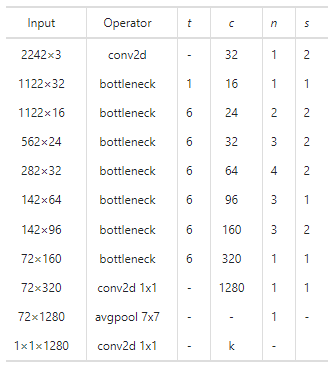 Input Operator t c n s
2242×3 conv2d - 32 1 2
1122×32 bottleneck 1 16 1 1
1122×16 bottleneck 6 24 2 2
562×24 bottleneck 6 32 3 2
282×32 bottleneck 6 64 4 2
142×64 bottleneck 6 96 3 1
142×96 bottleneck 6 160 3 2
72×160 bottleneck 6 320 1 1
72×320 conv2d 1x1 - 1280 1 1
72×1280 avgpool 7x7 - - 1 -
1×1×1280 conv2d 1x1 - k -